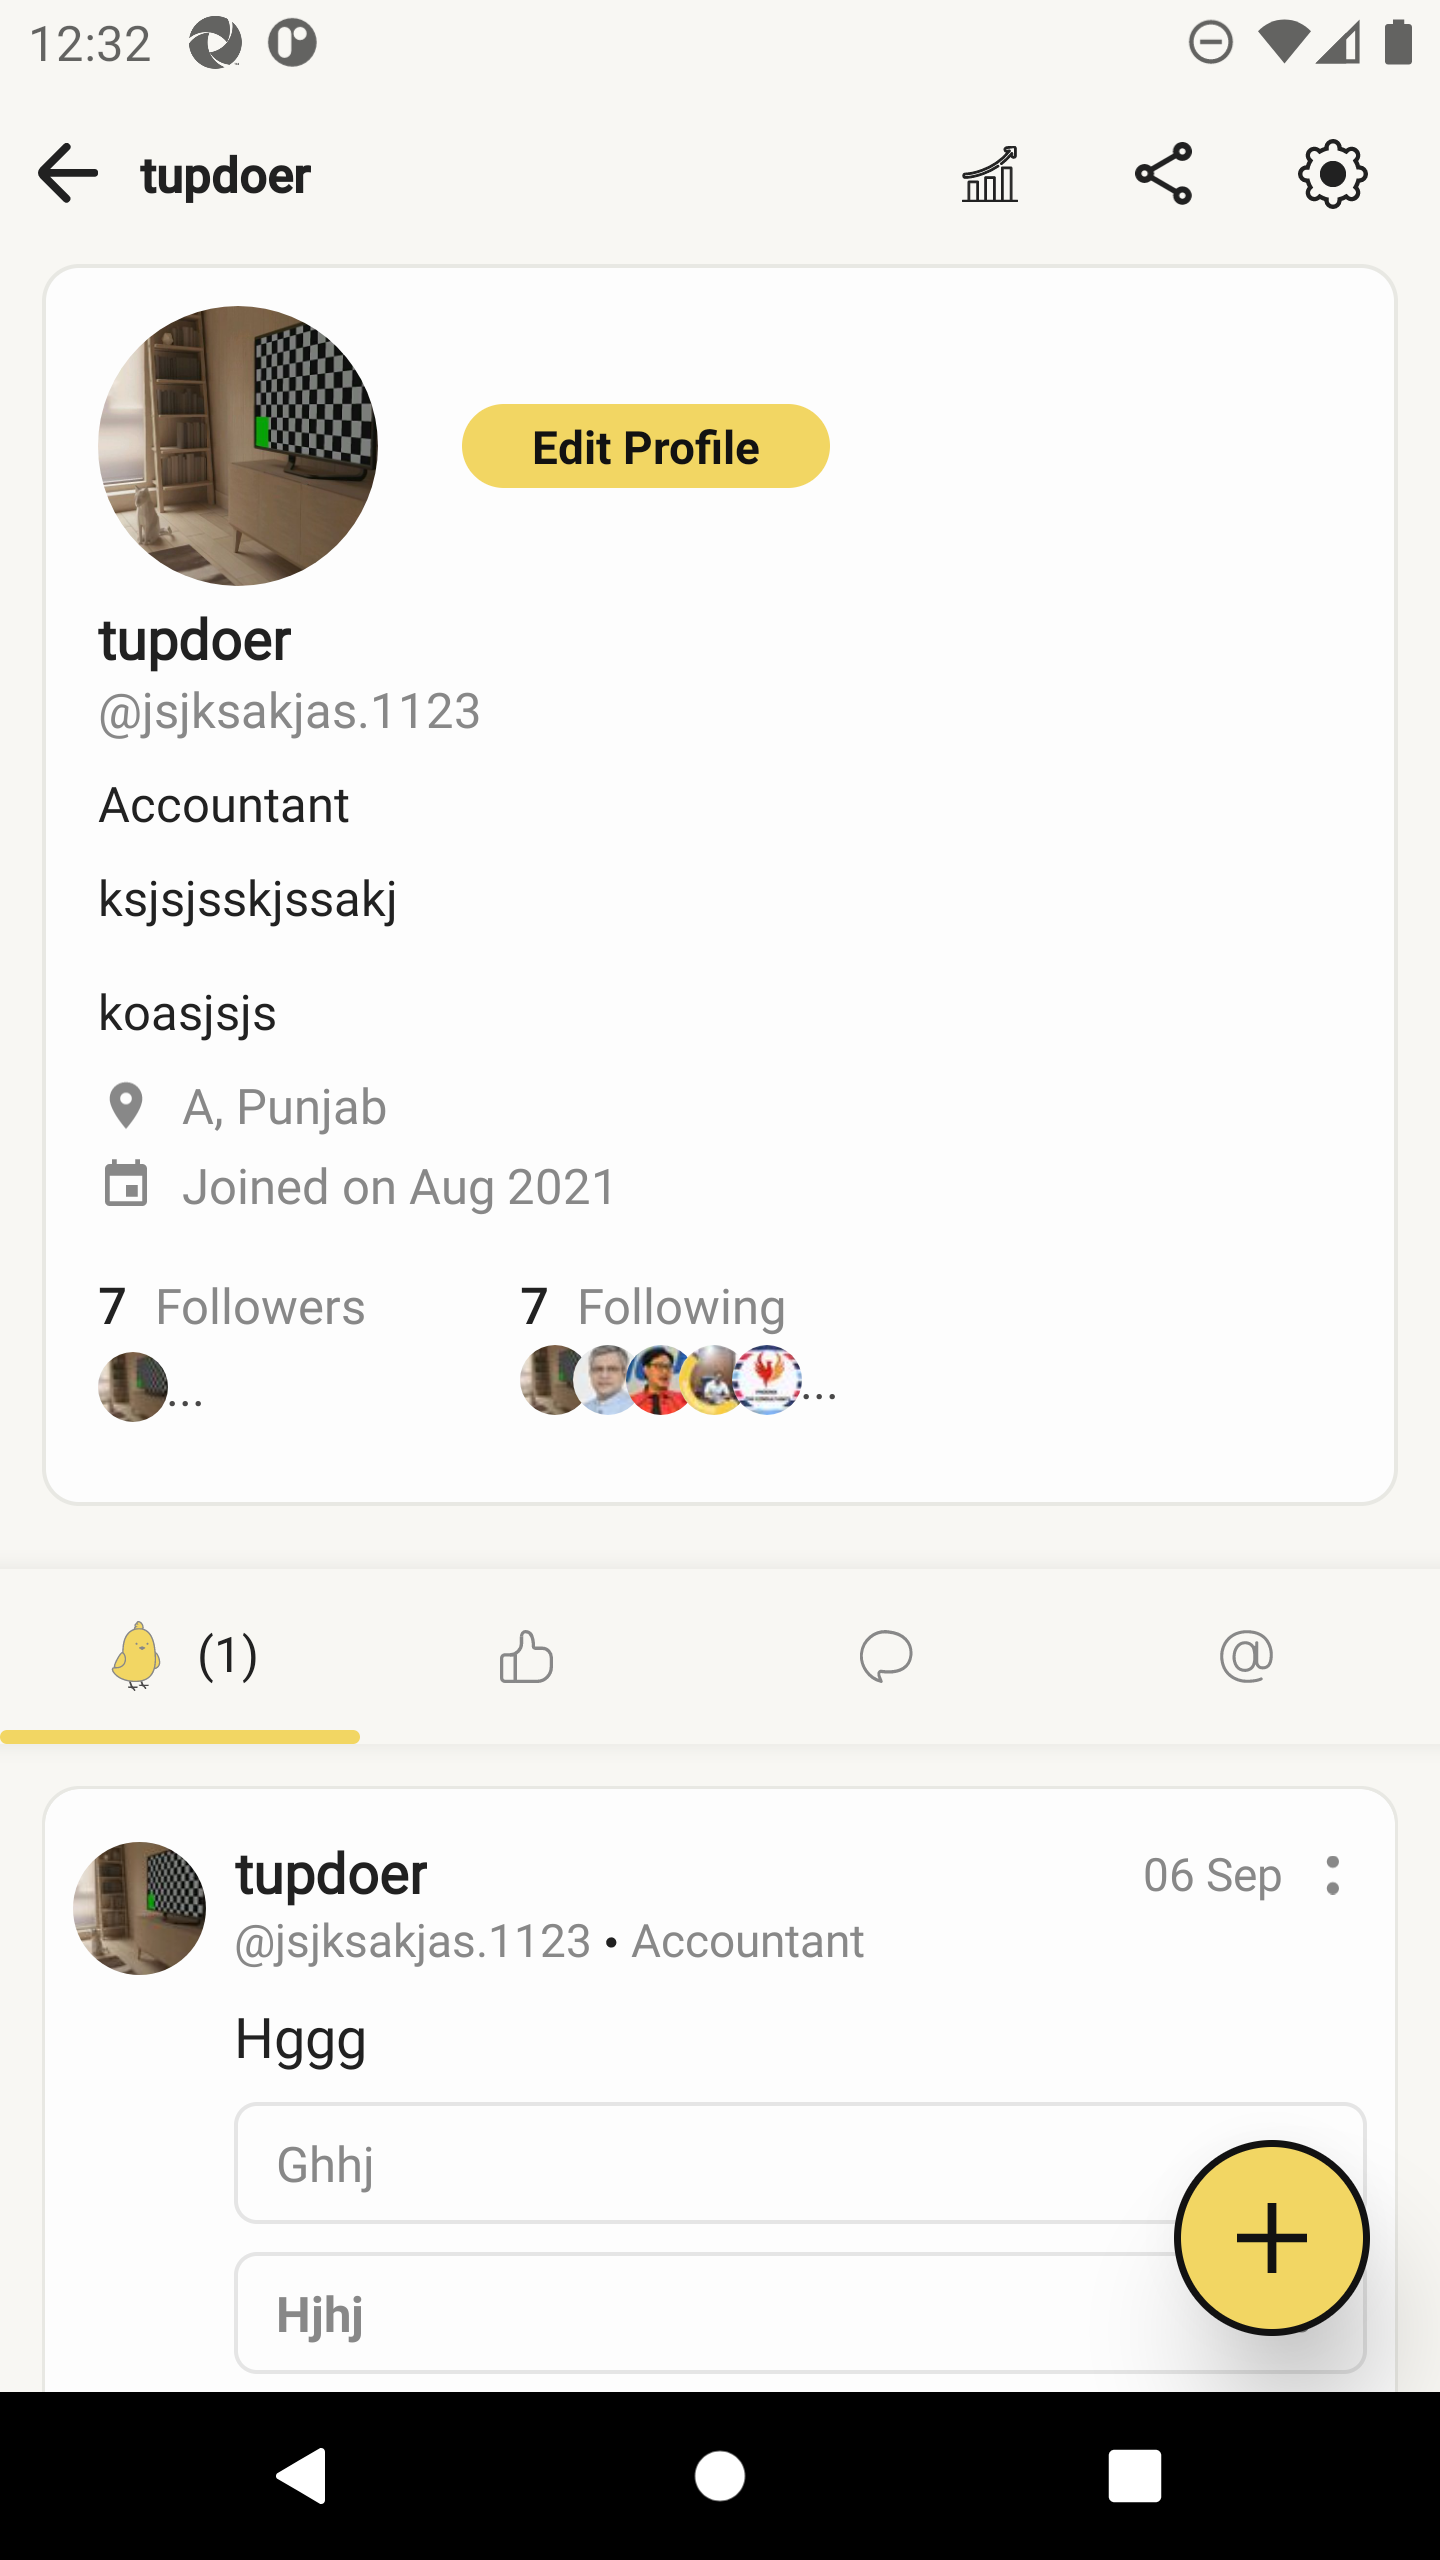 12:32
tupdoer
Edit Profile
tupdoer
@jsjksakjas.1123
Accountant
ksjsjsskjssakj
koasjsjs
A, Punjab
Joined on Aug 2021
7 Followers 7 Following
... ...
(1)
tupdoer 06 Sep
@jsjksakjas.1123 • Accountant
Hggg
Ghhj
Hjhj